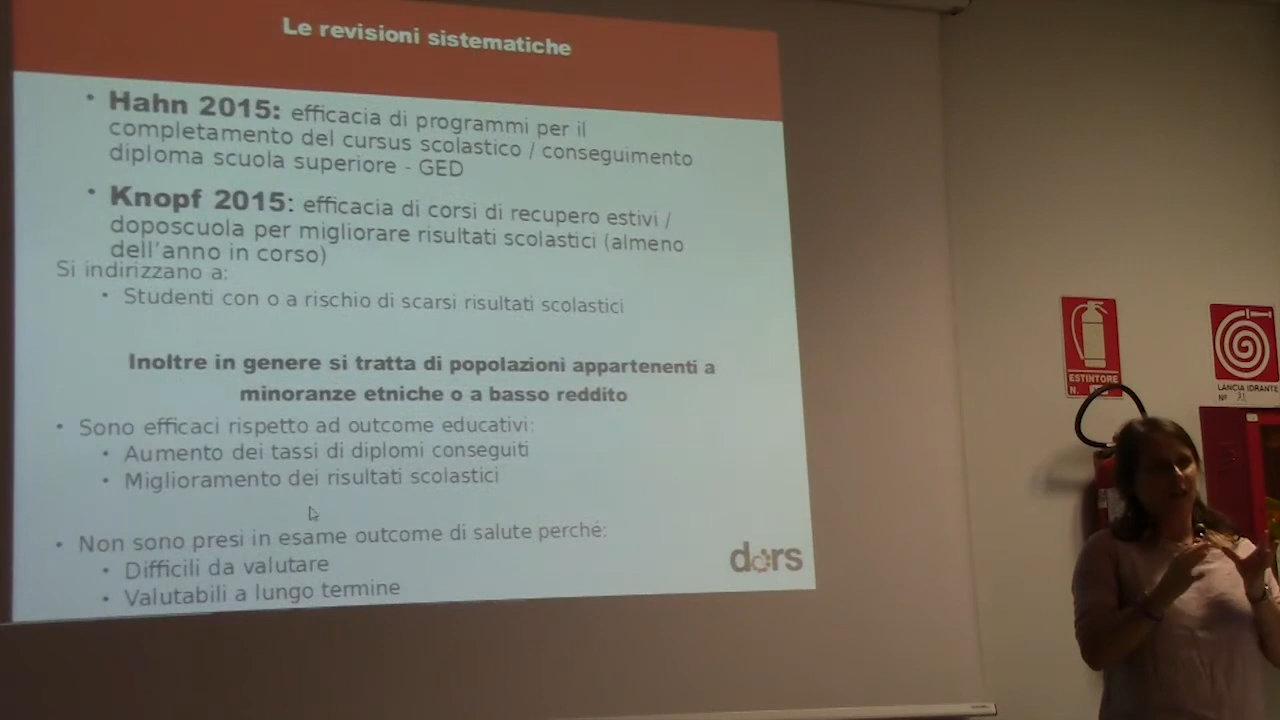 Le revisioni sistematiche
• Hahn 2015: efficacia di programmi per il
completamento del cursus scolastico / conseguimento
diploma scuola superiore - GED
• Knopf 2015: efficacia di corsi di recupero estivi /
doposcuola per migliorare risultati scolastici (almeno
dell'anno in corso)
Si indirizzano a:
• Studenti con o a rischio di scarsi risultati scolastici
Inoltre in genere si tratta di popolazioni appartenenti a
minoranze etniche o a basso reddito
• Sono efficaci rispetto ad outcome educativi:
• Aumento dei tassi di diplomi conseguiti
• Miglioramento dei risultati scolastici
• Non sono presi in esame outcome di salute perché:
• Difficili da valutare
• Valutabili a lungo termine
dors
ESTINTORE
N.
LANCIA IDRANTE
N°